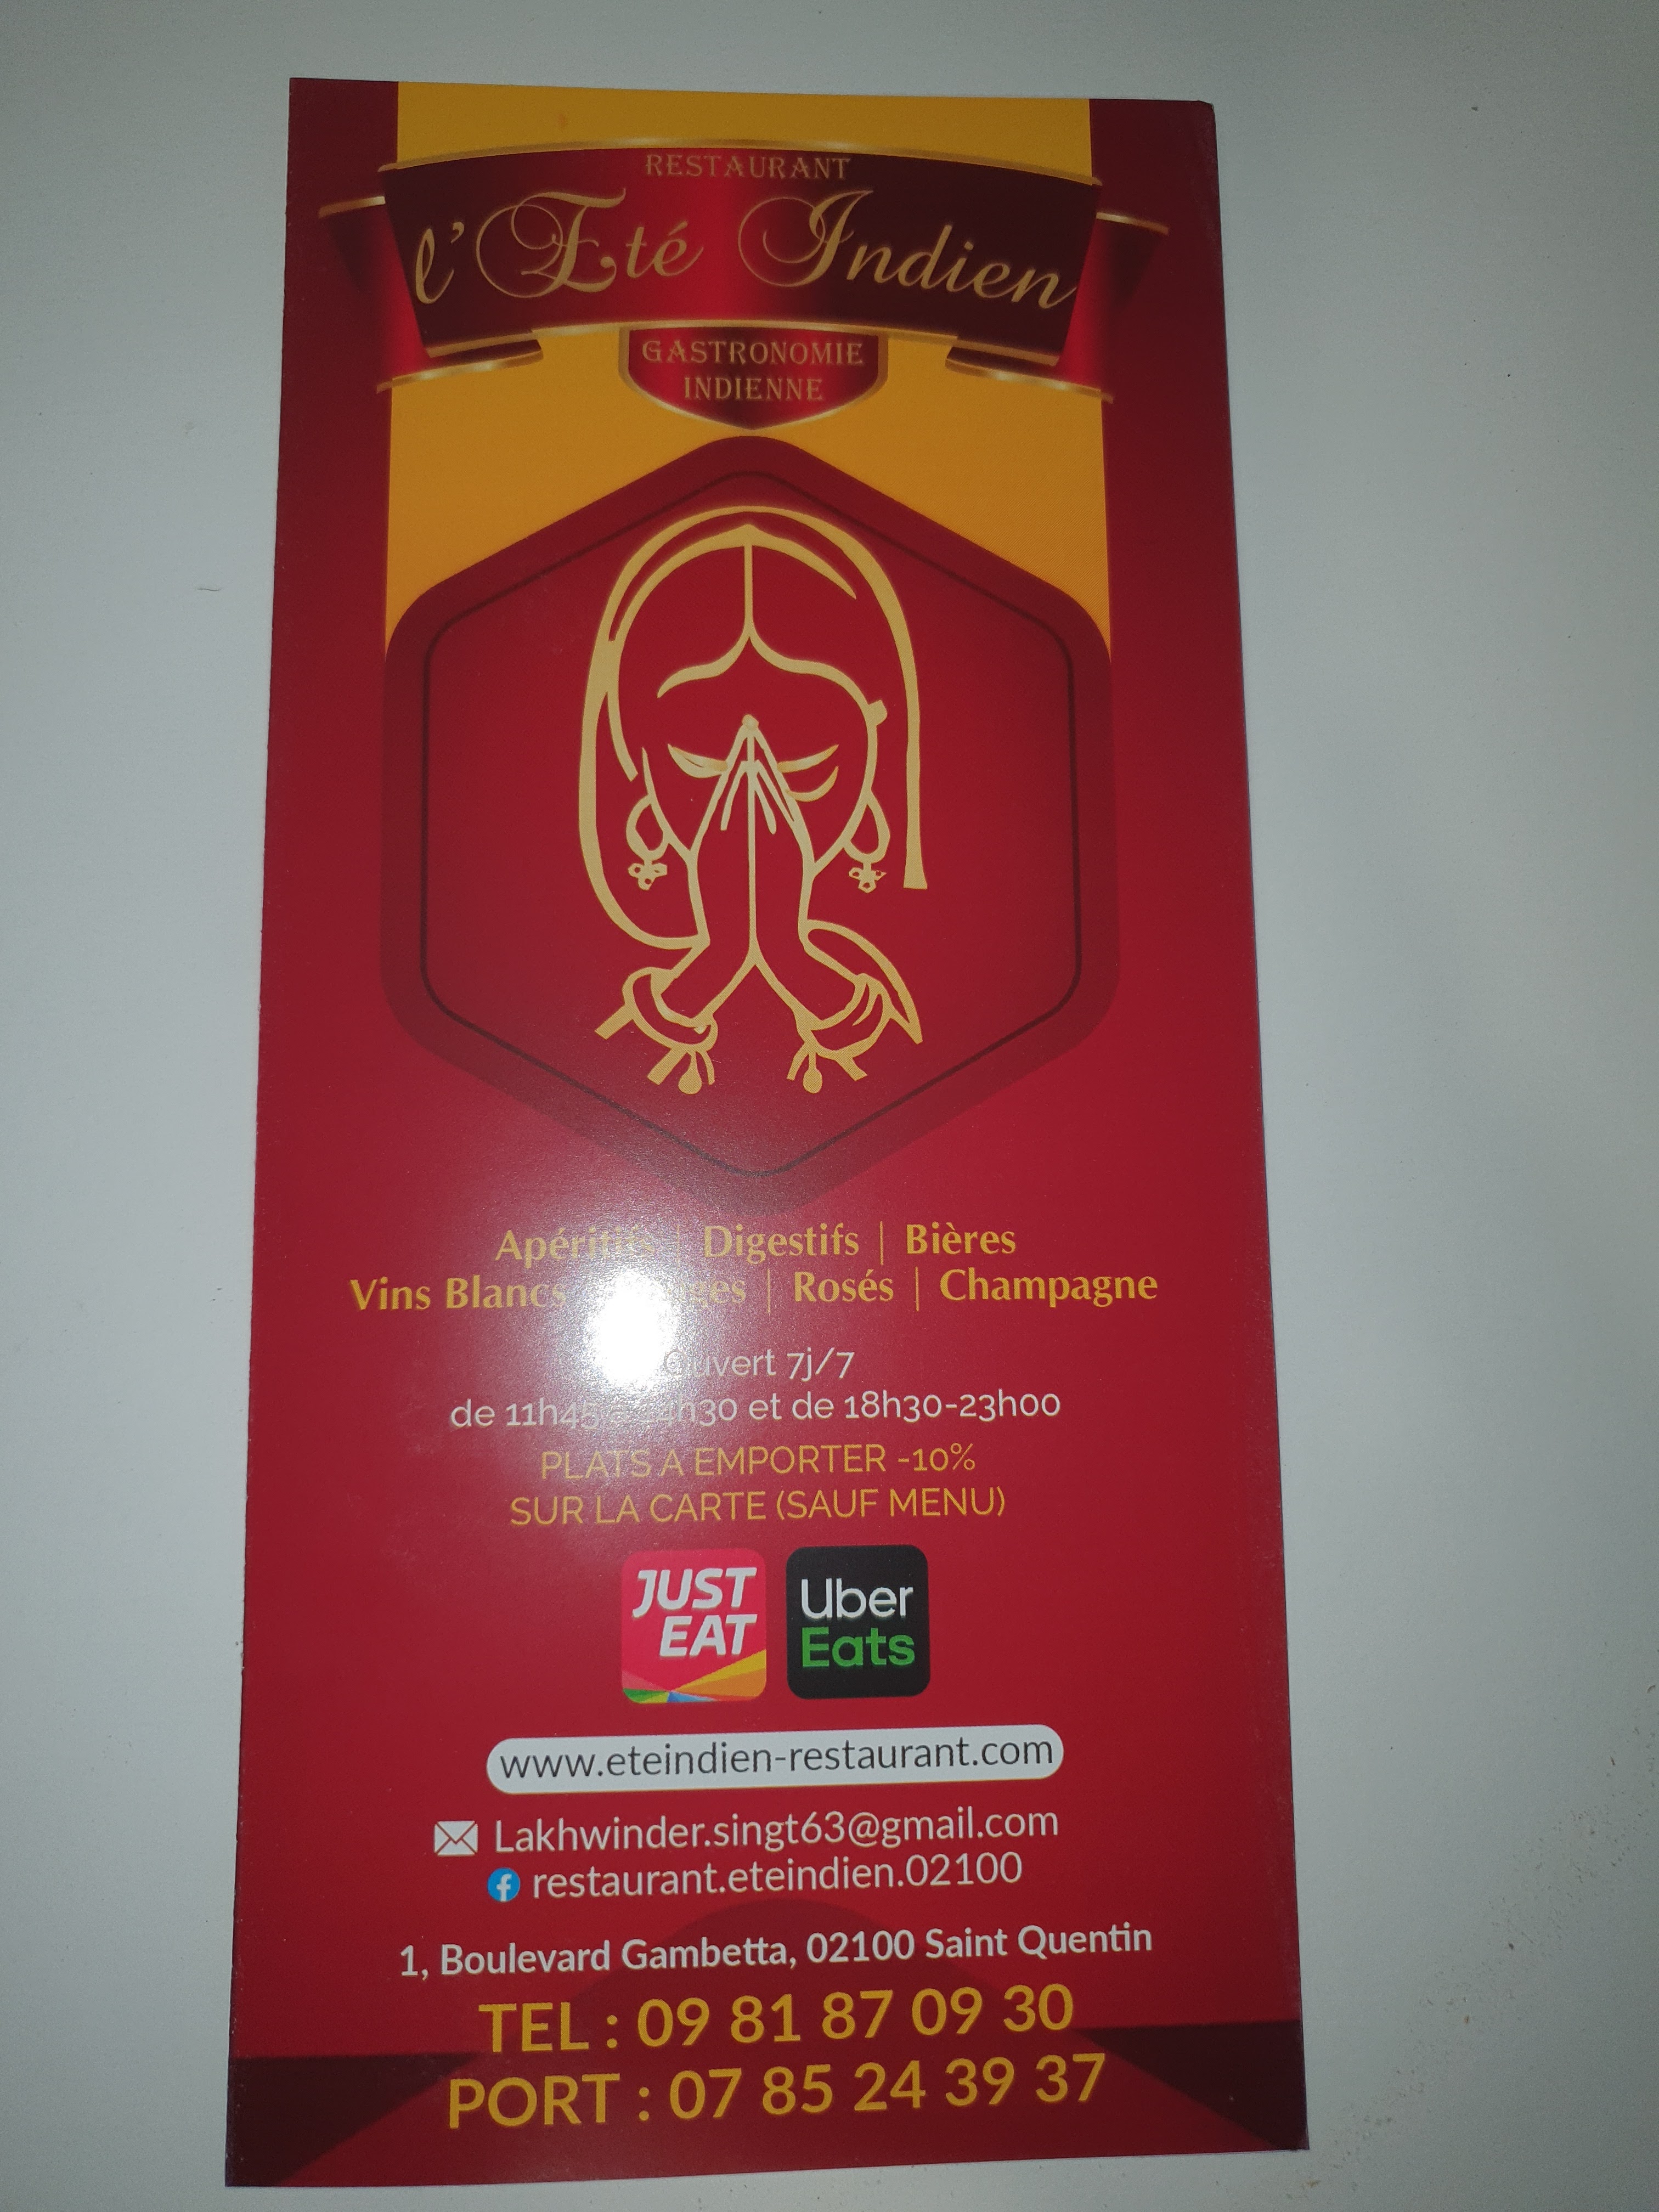 RESTAURANT
l'Eté Indien
GASTRONOMIE
INDIENNE
Apéritifs | Digestifs | Bières
Vins Blancs | Rosés | Champagne
Ouvert 7j/7
de 11h45 - 14h30 et de 18h30-23h00
PLATS A EMPORTER -10%
SUR LA CARTE (SAUF MENU)
JUST
EAT
Uber
Eats
www.eteindien-restaurant.com
Lakhwinder.singt63@gmail.com
restaurant.eteindien.02100
1, Boulevard Gambetta, 02100 Saint Quentin
TEL : 09 81 87 09 30
PORT : 07 85 24 39 37